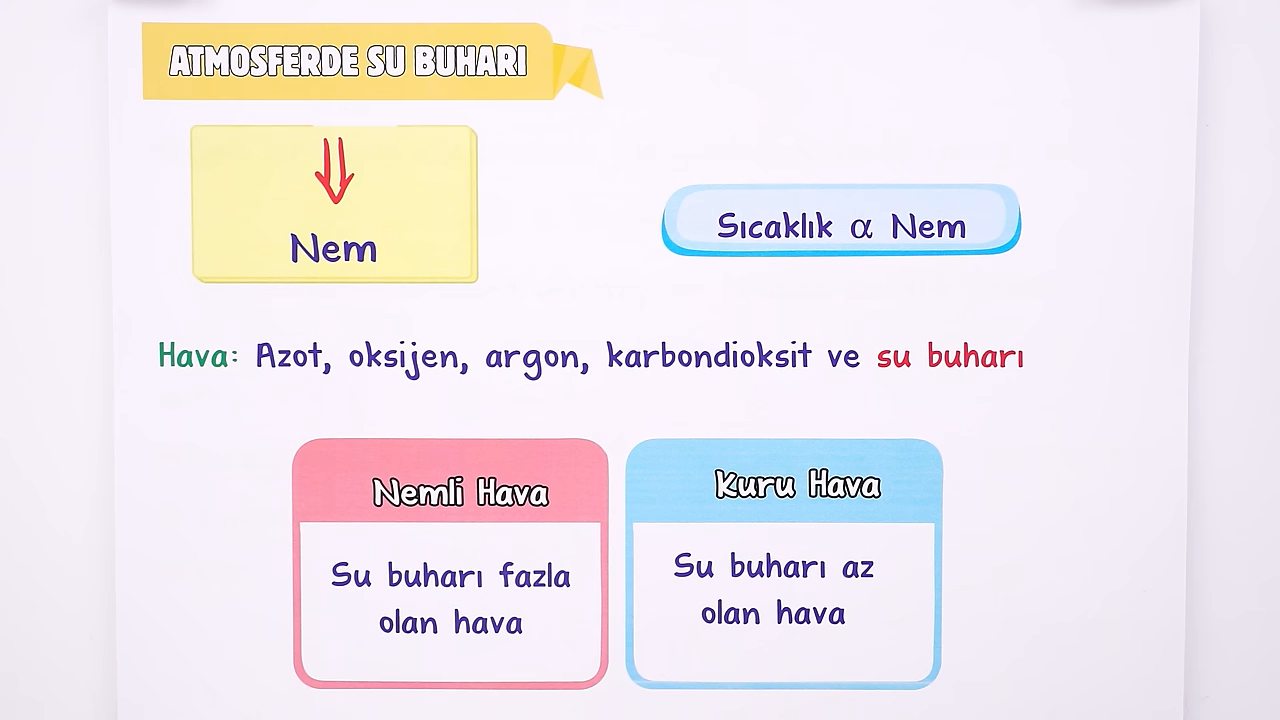 ATMOSFERDE SU BUHARI
Nem
Sıcaklık α Nem
Hava: Azot, oksijen, argon, karbondioksit ve su buharı
Nemli Hava
Su buharı fazla
olan hava
Kuru Hava
Su buharı az
olan hava